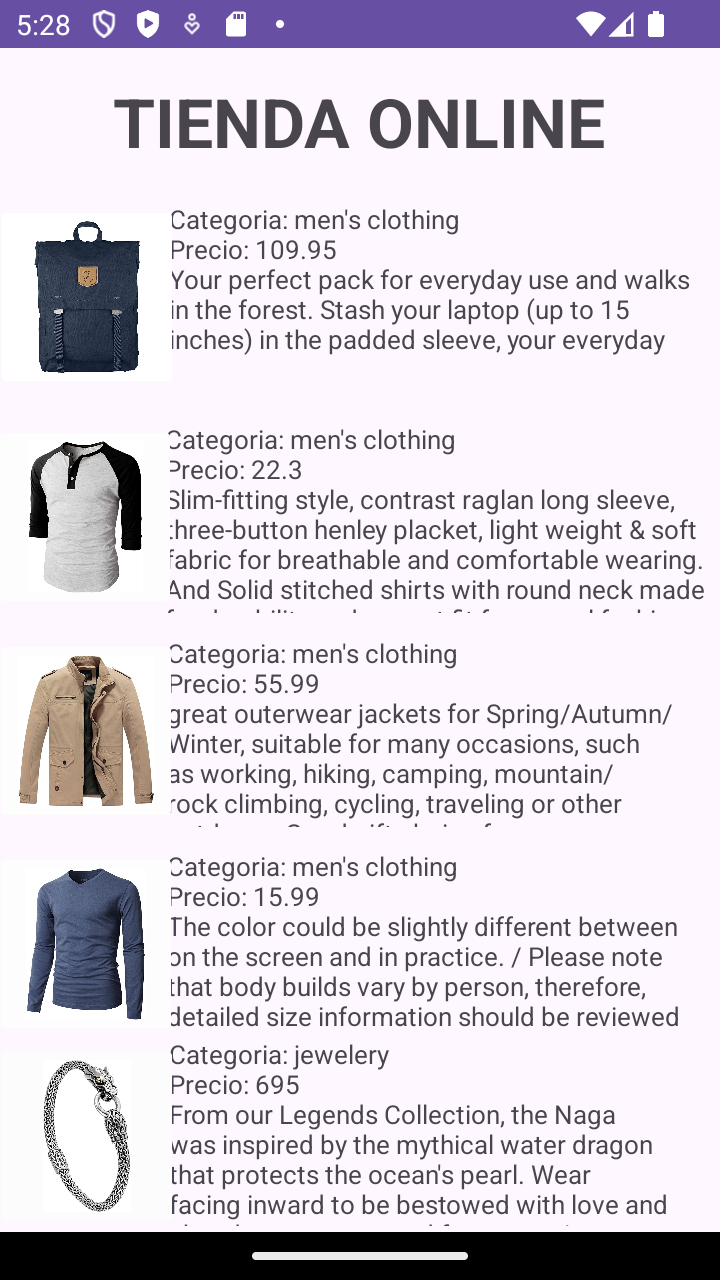 5:28
TIENDA ONLINE
Categoria: men's clothing
Precio: 109.95
Your perfect pack for everyday use and walks
in the forest. Stash your laptop (up to 15
inches) in the padded sleeve, your everyday
Categoria: men's clothing
Precio: 22.3
Slim-fitting style, contrast raglan long sleeve,
three-button henley placket, light weight & soft
fabric for breathable and comfortable wearing.
And Solid stitched shirts with round neck made
Categoria: men's clothing
Precio: 55.99
great outerwear jackets for Spring/Autumn/
Winter, suitable for many occasions, such
as working, hiking, camping, mountain/
rock climbing, cycling, traveling or other
Categoria: men's clothing
Precio: 15.99
The color could be slightly different between
on the screen and in practice. / Please note
that body builds vary by person, therefore,
detailed size information should be reviewed
Categoria: jewelery
Precio: 695
From our Legends Collection, the Naga
was inspired by the mythical water dragon
that protects the ocean's pearl. Wear
facing inward to be bestowed with love and